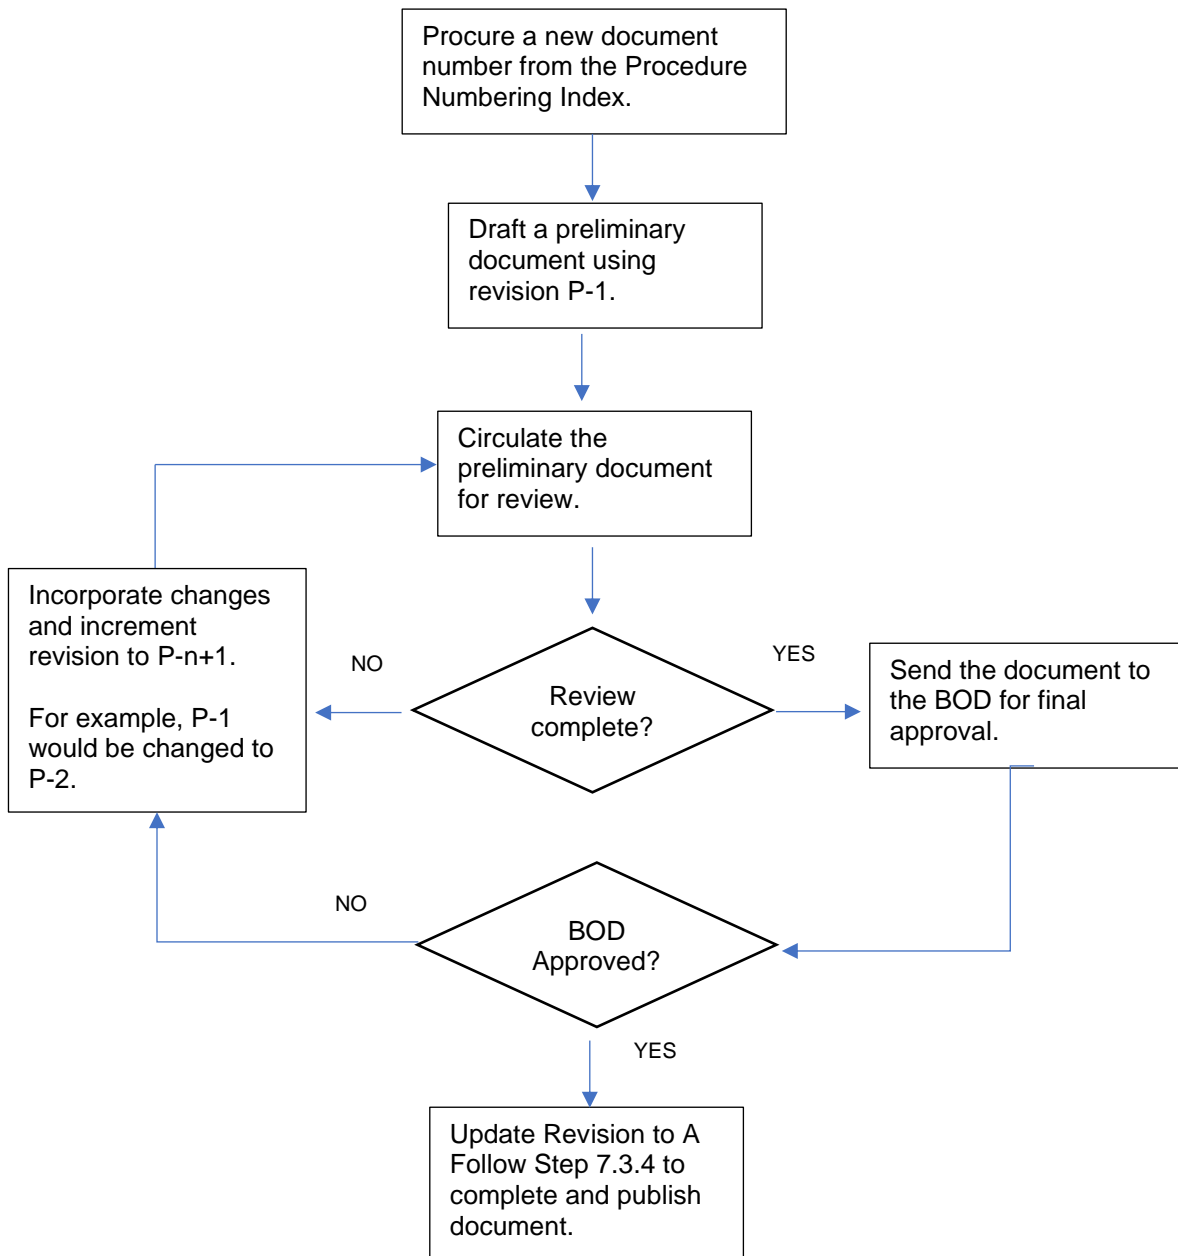 Procure a new document
number from the Procedure
Numbering Index.
Draft a preliminary
document using
revision P-1.
Circulate the
preliminary document
for review.
Incorporate changes
and increment
revision to P-n+1.
For example, P-1
would be changed to
P-2.
NO
Review
complete?
YES
Send the document to
the BOD for final
approval.
NO
BOD
Approved?
YES
Update Revision to A
Follow Step 7.3.4 to
complete and publish
document.